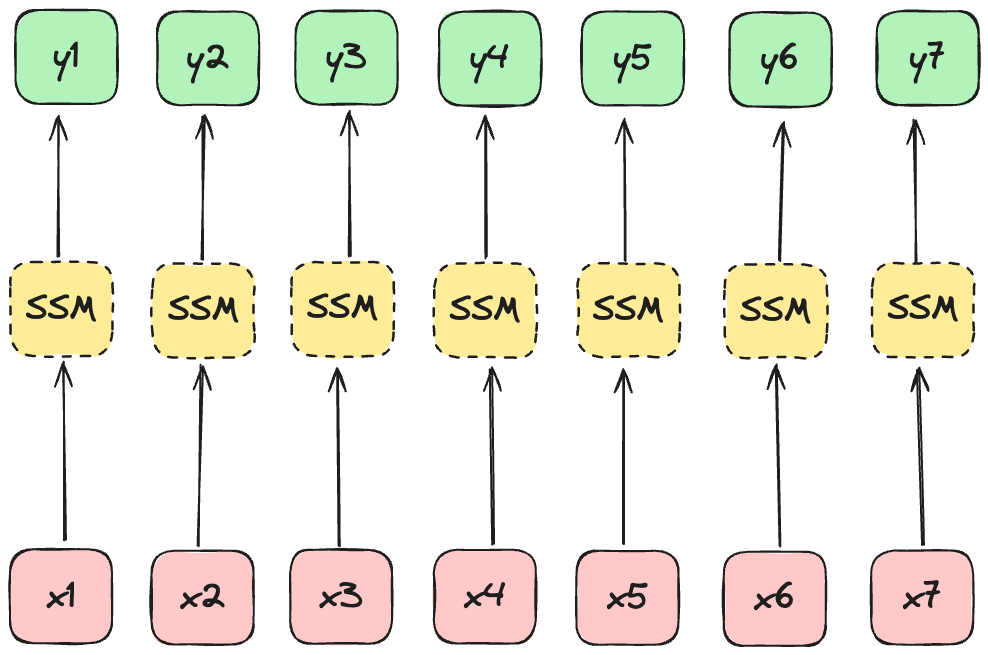 y1 y2 y3 y4 y5 y6 y7
SSM SSM SSM SSM SSM SSM SSM
x1 x2 x3 x4 x5 x6 x7